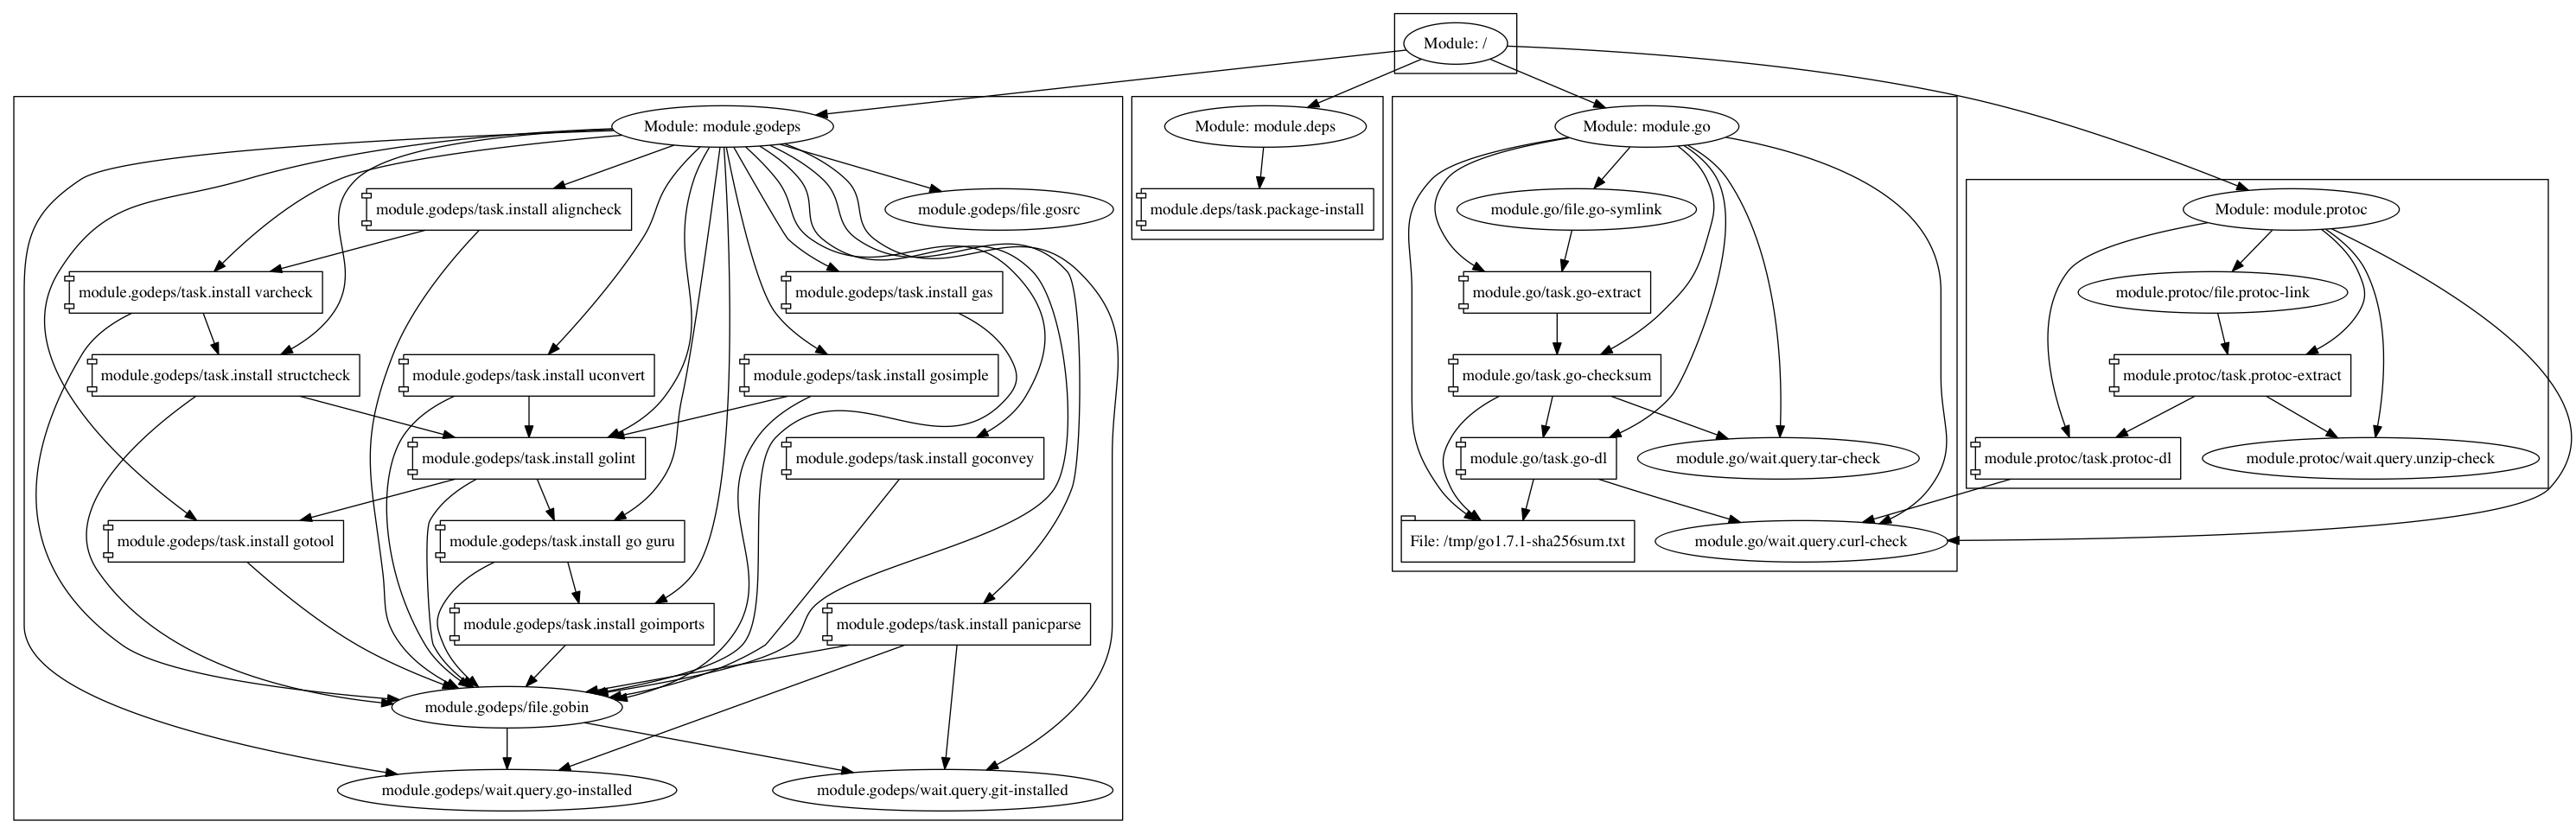 Module: /
Module: module.godeps
Module: module.deps
Module: module.go
module.godeps/task.install aligncheck
module.godeps/file.gosrc
module.deps/task.package-install
module.go/file.go-symlink
Module: module.protoc
module.godeps/task.install varcheck
module.godeps/task.install gas
module.go/task.go-extract
module.protoc/file.protoc-link
module.godeps/task.install structcheck
module.godeps/task.install uconvert
module.godeps/task.install gosimple
module.go/task.go-checksum
module.protoc/task.protoc-extract
module.godeps/task.install golint
module.godeps/task.install goconvey
module.go/task.go-dl
module.go/wait.query.tar-check
module.protoc/task.protoc-dl
module.protoc/wait.query.unzip-check
module.godeps/task.install gotool
module.godeps/task.install go guru
File: /tmp/go1.7.1-sha256sum.txt
module.go/wait.query.curl-check
module.godeps/task.install goimports
module.godeps/task.install panicparse
module.godeps/file.gobin
module.godeps/wait.query.go-installed
module.godeps/wait.query.git-installed